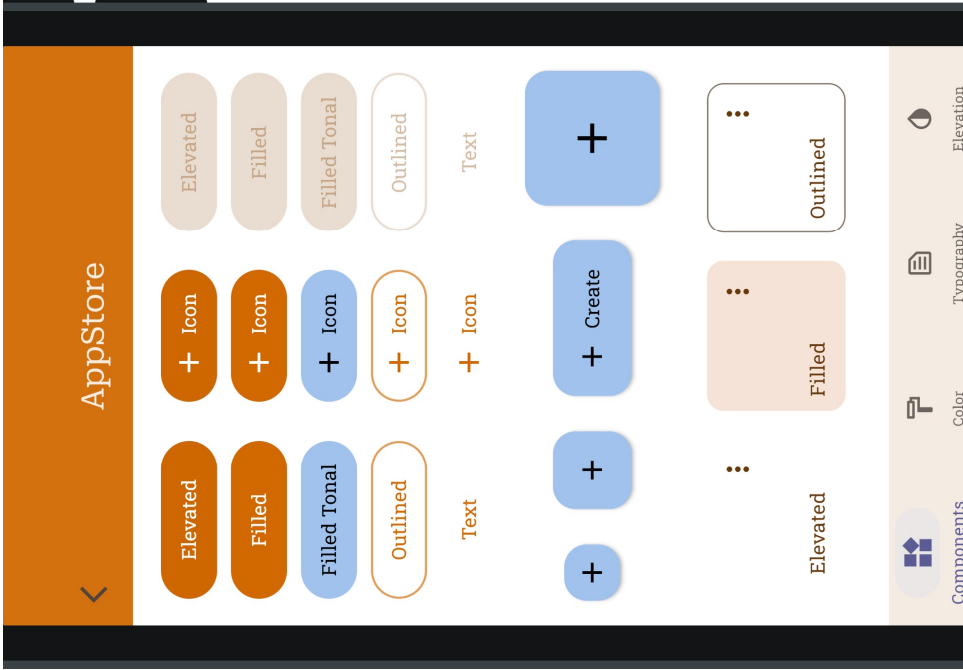 AppStore
Elevated
Icon
Elevated
Filled
Icon
Filled
Filled Tonal
Icon
Filled Tonal
Outlined
Icon
Outlined
Text
Icon
Text
Create
Elevated
Filled
Outlined
Components
Color
Typography
Elevation